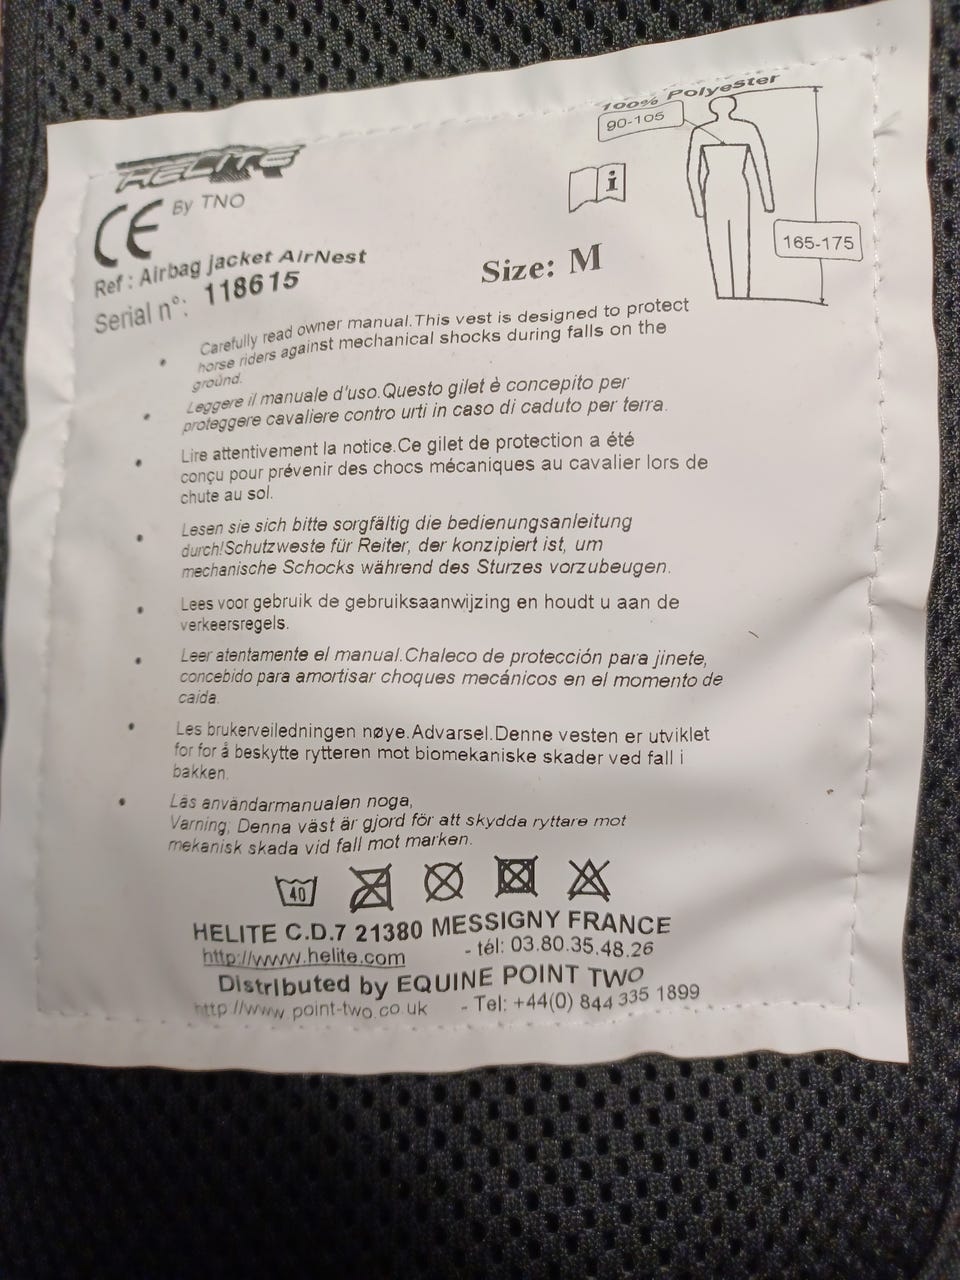 100% Polyester
90-105
HELITE
i
CE By TNO
165-175
Ref : Airbag jacket AirNest
Size: M
Serial n°: 118615
• Carefully read owner manual.This vest is designed to protect
horse riders against mechanical shocks during falls on the
ground.
• Leggere il manuale d'uso.Questo gilet è concepito per
proteggere cavaliere contro urti in caso di caduto per terra.
• Lire attentivement la notice.Ce gilet de protection a été
conçu pour prévenir des chocs mécaniques au cavalier lors de
chute au sol.
• Lesen sie sich bitte sorgfältig die bedienungsanleitung
durch!Schutzweste für Reiter, der konzipiert ist, um
mechanische Schocks während des Sturzes vorzubeugen.
• Lees voor gebruik de gebruiksaanwijzing en houdt u aan de
verkeersregels.
• Leer atentamente el manual.Chaleco de protección para jinete,
concebido para amortisar choques mecánicos en el momento de
caída.
• Les brukerveiledningen nøye.Advarsel.Denne vesten er utviklet
for for å beskytte rytteren mot biomekaniske skader ved fall i
bakken.
• Läs användarmanualen noga,
Varning; Denna väst är gjord för att skydda ryttare mot
mekanisk skada vid fall mot marken.
40
HELITE C.D.7 21380 MESSIGNY FRANCE
http://www.helite.com - tél: 03.80.35.48.26
Distributed by EQUINE POINT TWO
http://www.point-two.co.uk - Tel: +44(0) 844 335 1899